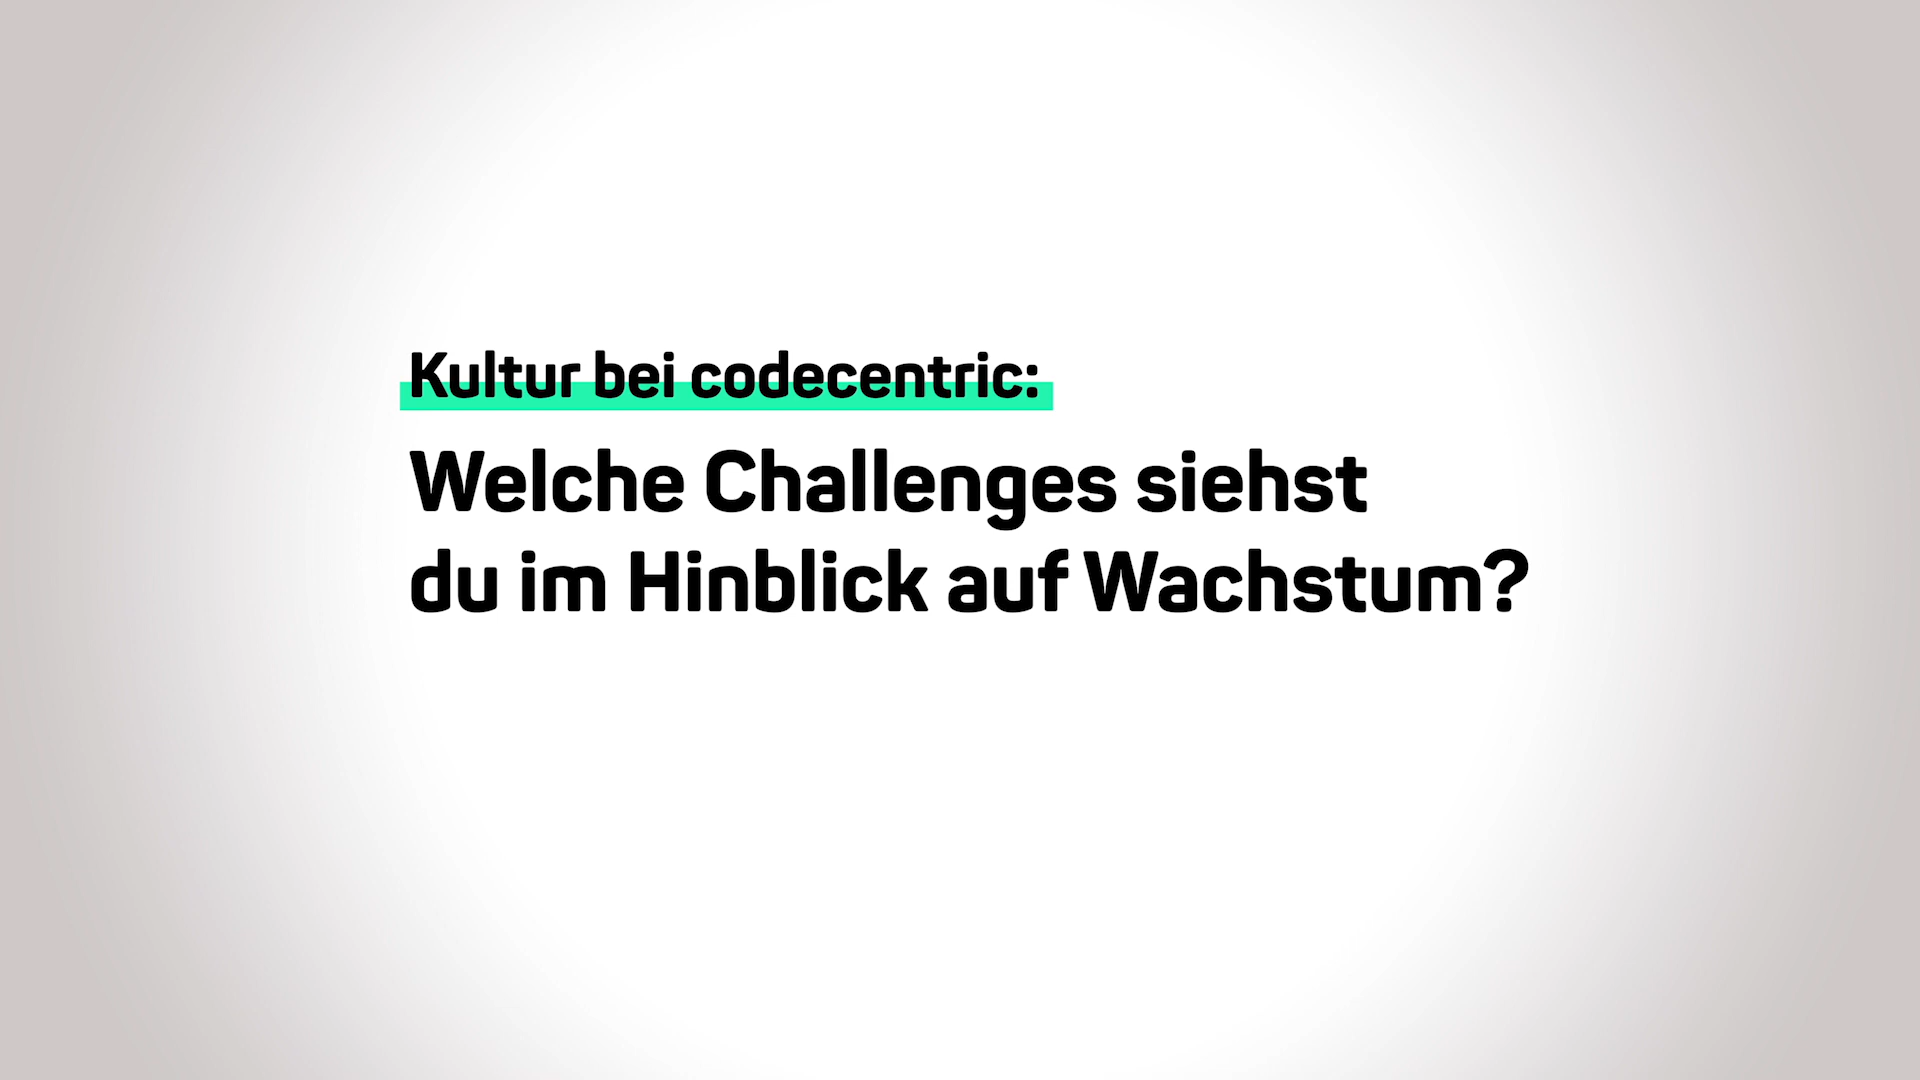 Kultur bei codecentric:
Welche Challenges siehst
du im Hinblick auf Wachstum?